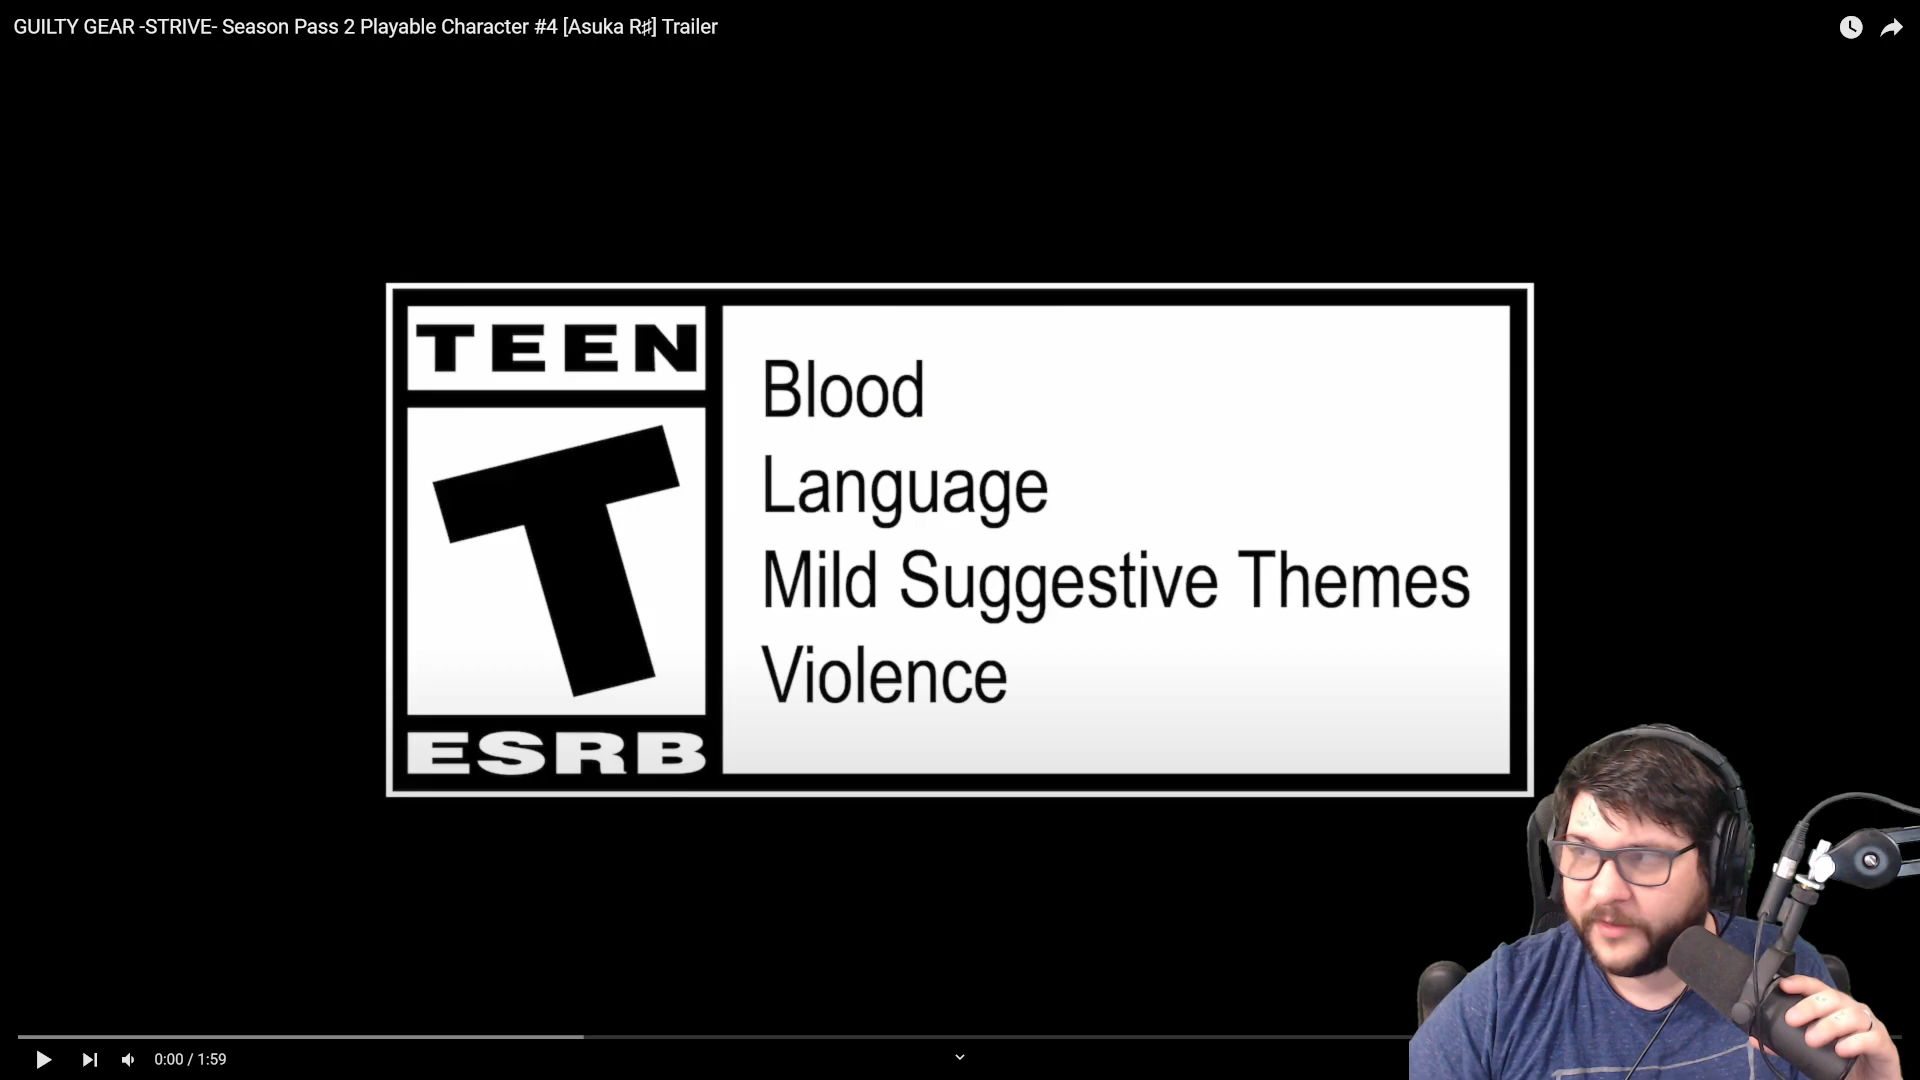 GUILTY GEAR -STRIVE- Season Pass 2 Playable Character #4 [Asuka R♯] Trailer
TEEN
T
ESRB
Blood
Language
Mild Suggestive Themes
Violence
0:00 / 1:59